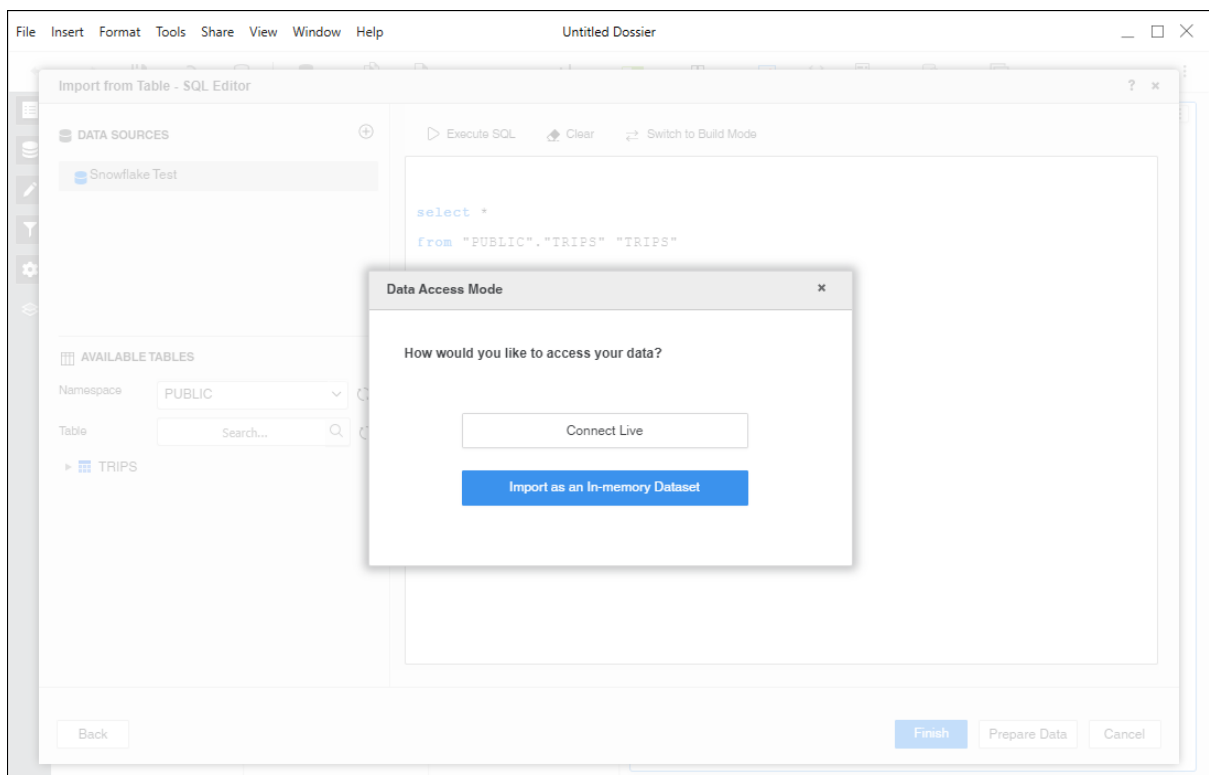 File Insert Format Tools Share View Window Help Untitled Dossier
Import from Table - SQL Editor
DATA SOURCES
Execute SQL Clear Switch to Build Mode
Snowflake Test
select *
from "PUBLIC"."TRIPS" "TRIPS"
Data Access Mode
How would you like to access your data?
Connect Live
Import as an In-memory Dataset
AVAILABLE TABLES
Namespace PUBLIC
Table Search...
TRIPS
Back Finish Prepare Data Cancel